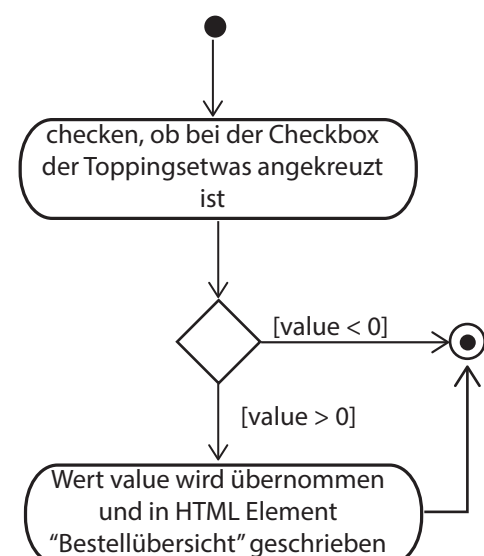 checken, ob bei der Checkbox
der Toppingsetwas angekreuzt
ist
[value < 0]
[value > 0]
Wert value wird übernommen
und in HTML Element
“Bestellübersicht” geschrieben